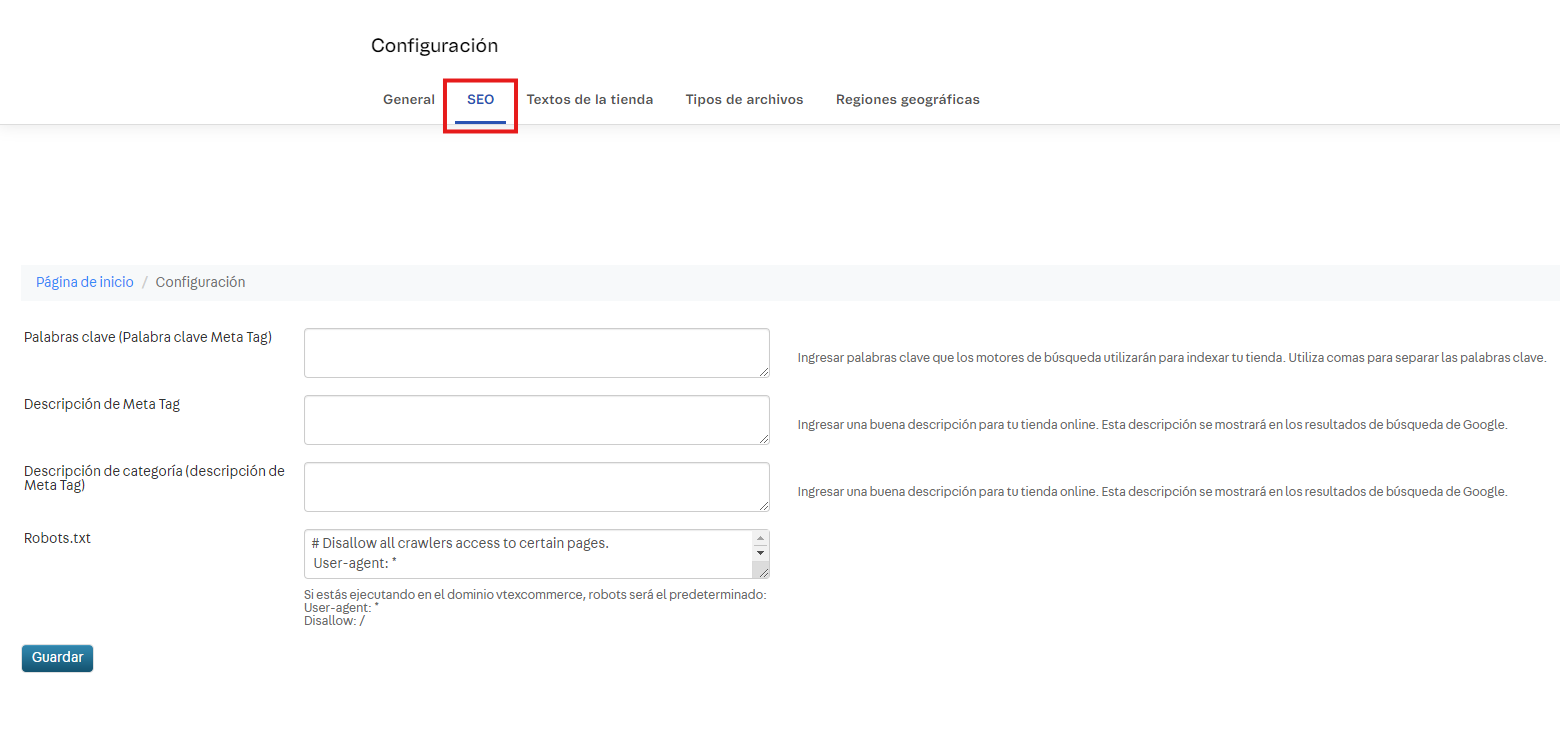 Configuración
General SEO Textos de la tienda Tipos de archivos Regiones geográficas
Página de inicio / Configuración
Palabras clave (Palabra clave Meta Tag)
Ingresar palabras clave que los motores de búsqueda utilizarán para indexar tu tienda. Utiliza comas para separar las palabras clave.
Descripción de Meta Tag
Ingresar una buena descripción para tu tienda online. Esta descripción se mostrará en los resultados de búsqueda de Google.
Descripción de categoría (descripción de
Meta Tag)
Ingresar una buena descripción para tu tienda online. Esta descripción se mostrará en los resultados de búsqueda de Google.
Robots.txt
# Disallow all crawlers access to certain pages.
User-agent: *
Si estás ejecutando en el dominio vtexcommerce, robots será el predeterminado:
User-agent: *
Disallow: /
Guardar